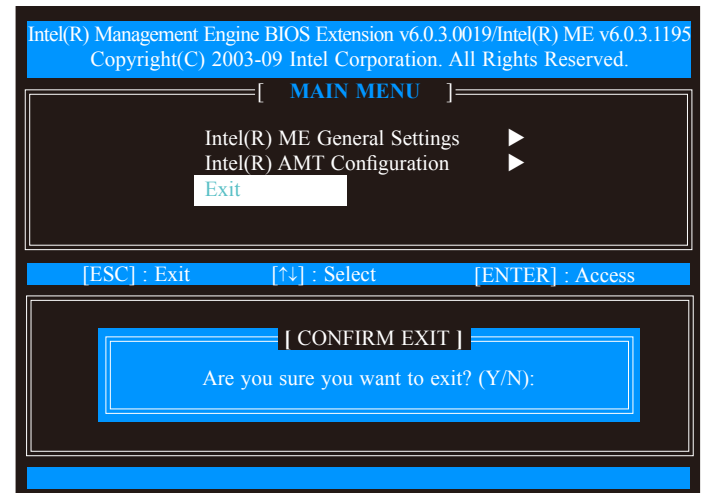 Intel(R) Management Engine BIOS Extension v6.0.3.0019/Intel(R) ME v6.0.3.1195
Copyright(C) 2003-09 Intel Corporation. All Rights Reserved.
[ MAIN MENU ]
Intel(R) ME General Settings ▶
Intel(R) AMT Configuration ▶
Exit
[ESC] : Exit [↑↓] : Select [ENTER] : Access
[ CONFIRM EXIT ]
Are you sure you want to exit? (Y/N):